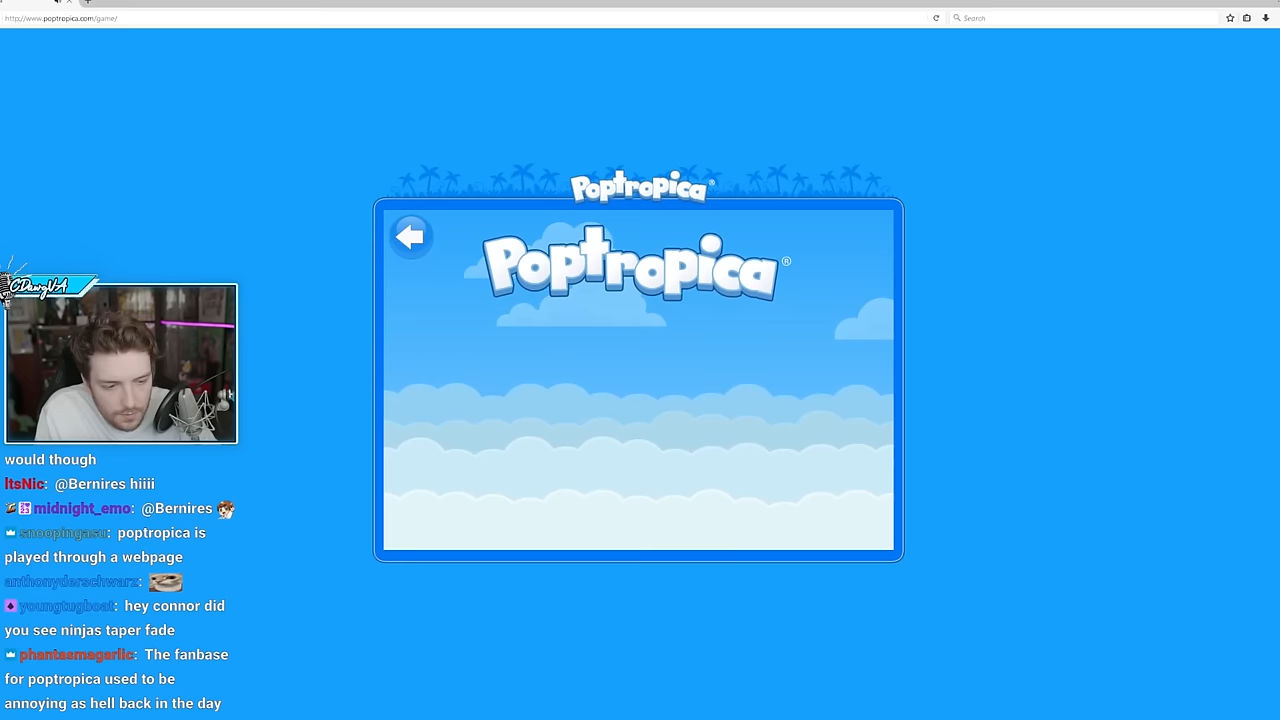 http://www.poptropica.com/game/
Search
Poptropica®
Poptropica®
CDawgVA
would though
ItsNic: @Bernires hiiii
midnight_emo: @Bernires
snoopingasu: poptropica is
played through a webpage
anthonyderschwarz:
youngtugboat: hey connor did
you see ninjas taper fade
phantasmagarlic: The fanbase
for poptropica used to be
annoying as hell back in the day